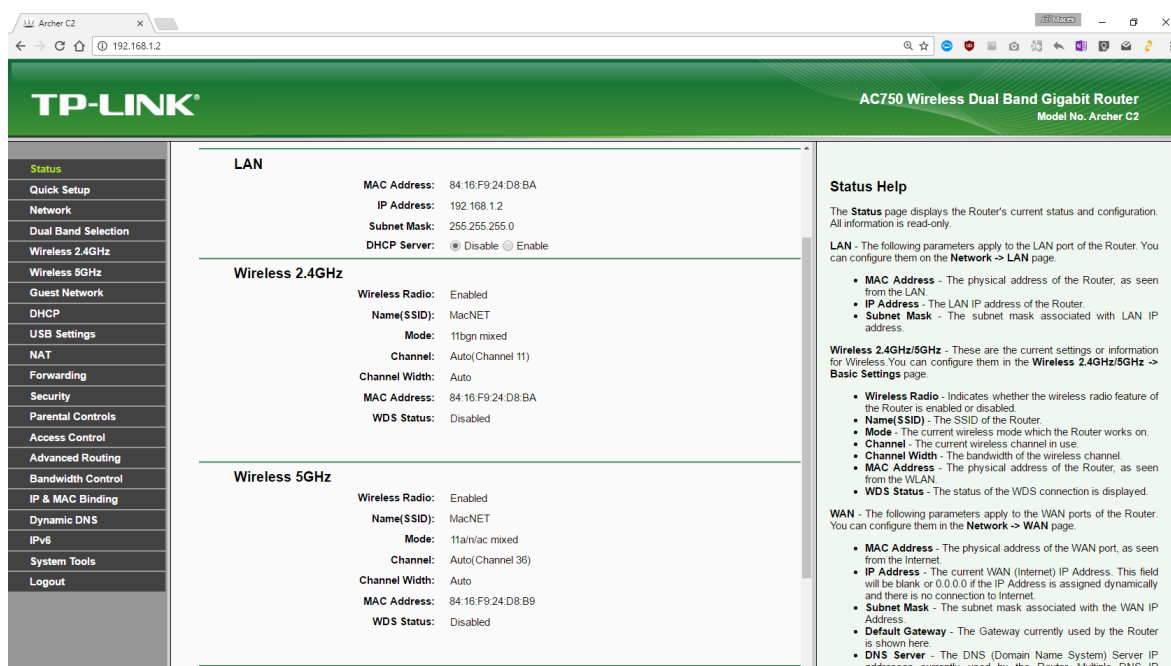 Archer C2
Jiří Macek
192.168.1.2
TP-LINK®
AC750 Wireless Dual Band Gigabit Router
Model No. Archer C2
Status
Quick Setup
Network
Dual Band Selection
Wireless 2.4GHz
Wireless 5GHz
Guest Network
DHCP
USB Settings
NAT
Forwarding
Security
Parental Controls
Access Control
Advanced Routing
Bandwidth Control
IP & MAC Binding
Dynamic DNS
IPv6
System Tools
Logout
LAN
MAC Address: 84:16:F9:24:D8:BA
IP Address: 192.168.1.2
Subnet Mask: 255.255.255.0
DHCP Server: Disable Enable
Wireless 2.4GHz
Wireless Radio: Enabled
Name(SSID): MacNET
Mode: 11bgn mixed
Channel: Auto(Channel 11)
Channel Width: Auto
MAC Address: 84:16:F9:24:D8:BA
WDS Status: Disabled
Wireless 5GHz
Wireless Radio: Enabled
Name(SSID): MacNET
Mode: 11a/n/ac mixed
Channel: Auto(Channel 36)
Channel Width: Auto
MAC Address: 84:16:F9:24:D8:B9
WDS Status: Disabled
Status Help
The Status page displays the Router's current status and configuration.
All information is read-only.
LAN - The following parameters apply to the LAN port of the Router. You
can configure them on the Network -> LAN page.
• MAC Address - The physical address of the Router, as seen
from the LAN.
• IP Address - The LAN IP address of the Router.
• Subnet Mask - The subnet mask associated with LAN IP
address.
Wireless 2.4GHz/5GHz - These are the current settings or information
for Wireless.You can configure them in the Wireless 2.4GHz/5GHz ->
Basic Settings page.
• Wireless Radio - Indicates whether the wireless radio feature of
the Router is enabled or disabled.
• Name(SSID) - The SSID of the Router.
• Mode - The current wireless mode which the Router works on.
• Channel - The current wireless channel in use.
• Channel Width - The bandwidth of the wireless channel.
• MAC Address - The physical address of the Router, as seen
from the WLAN.
• WDS Status - The status of the WDS connection is displayed.
WAN - The following parameters apply to the WAN ports of the Router.
You can configure them in the Network -> WAN page.
• MAC Address - The physical address of the WAN port, as seen
from the Internet.
• IP Address - The current WAN (Internet) IP Address. This field
will be blank or 0.0.0.0 if the IP Address is assigned dynamically
and there is no connection to Internet.
• Subnet Mask - The subnet mask associated with the WAN IP
Address.
• Default Gateway - The Gateway currently used by the Router
is shown here.
• DNS Server - The DNS (Domain Name System) Server IP
addresses currently used by the Router. Multiple DNS IP